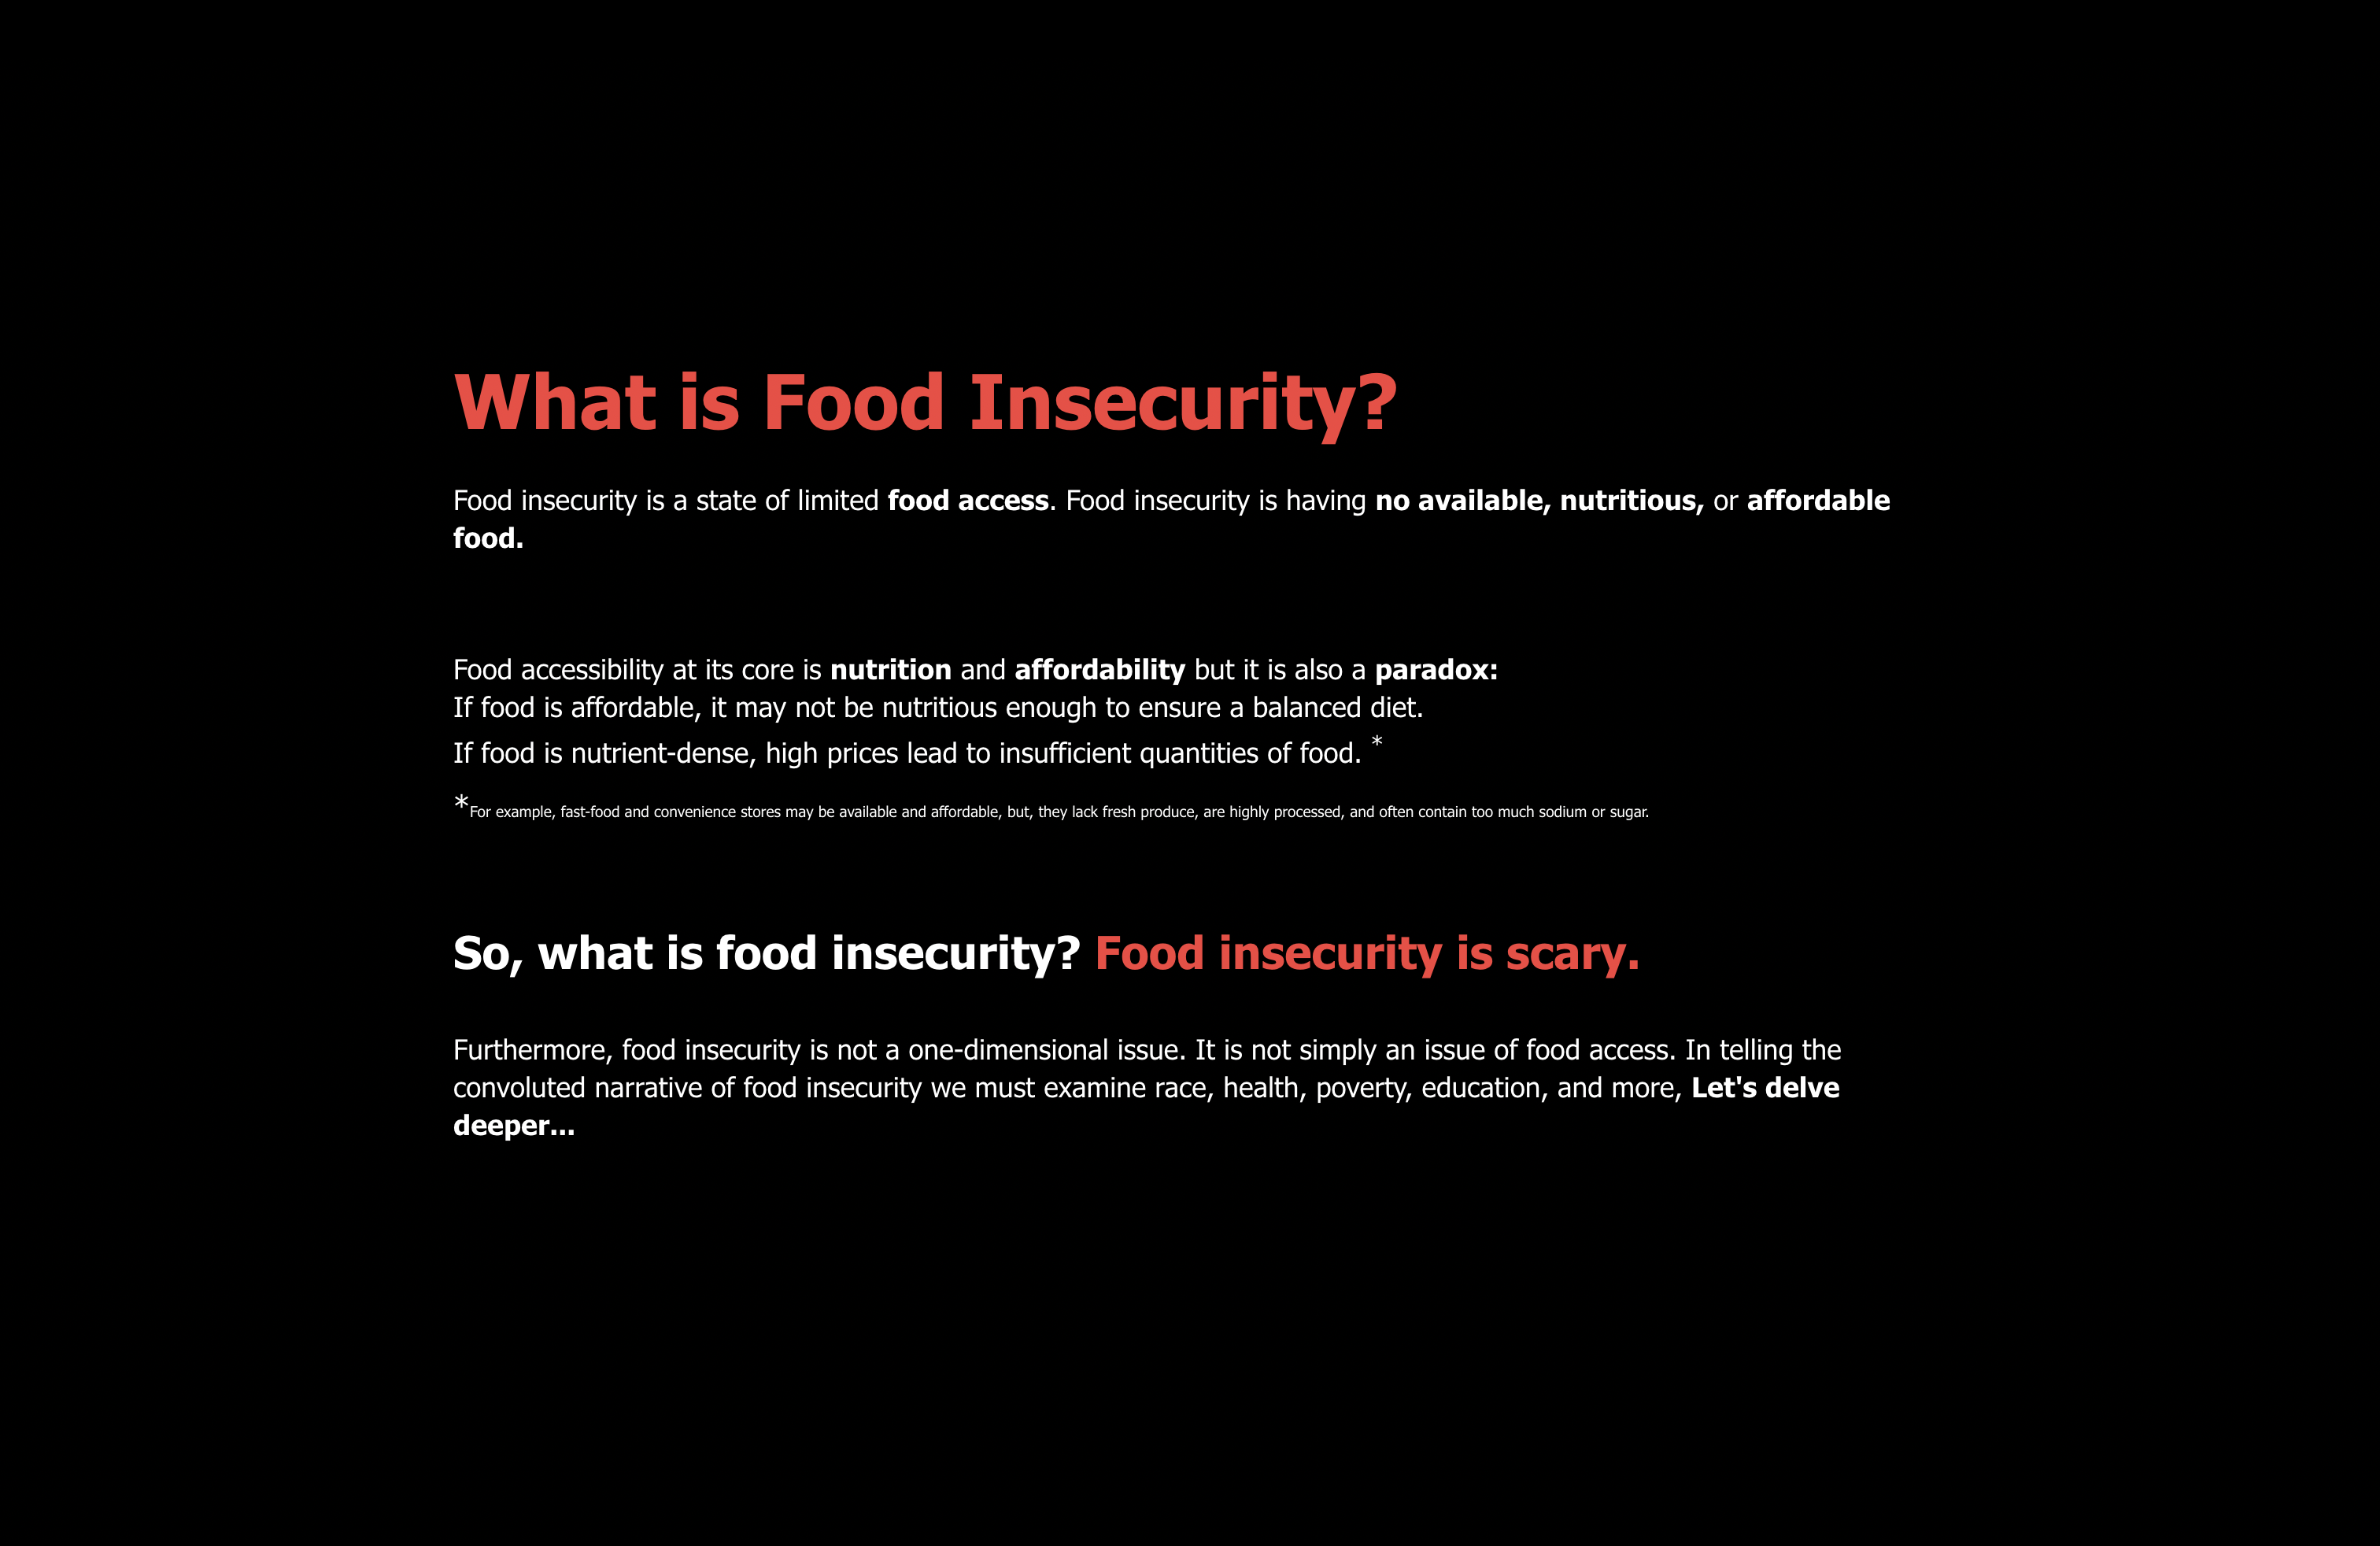 What is Food Insecurity?
Food insecurity is a state of limited food access. Food insecurity is having no available, nutritious, or affordable
food.
Food accessibility at its core is nutrition and affordability but it is also a paradox:
If food is affordable, it may not be nutritious enough to ensure a balanced diet.
If food is nutrient-dense, high prices lead to insufficient quantities of food. *
*For example, fast-food and convenience stores may be available and affordable, but, they lack fresh produce, are highly processed, and often contain too much sodium or sugar.
So, what is food insecurity? Food insecurity is scary.
Furthermore, food insecurity is not a one-dimensional issue. It is not simply an issue of food access. In telling the
convoluted narrative of food insecurity we must examine race, health, poverty, education, and more, Let's delve
deeper...